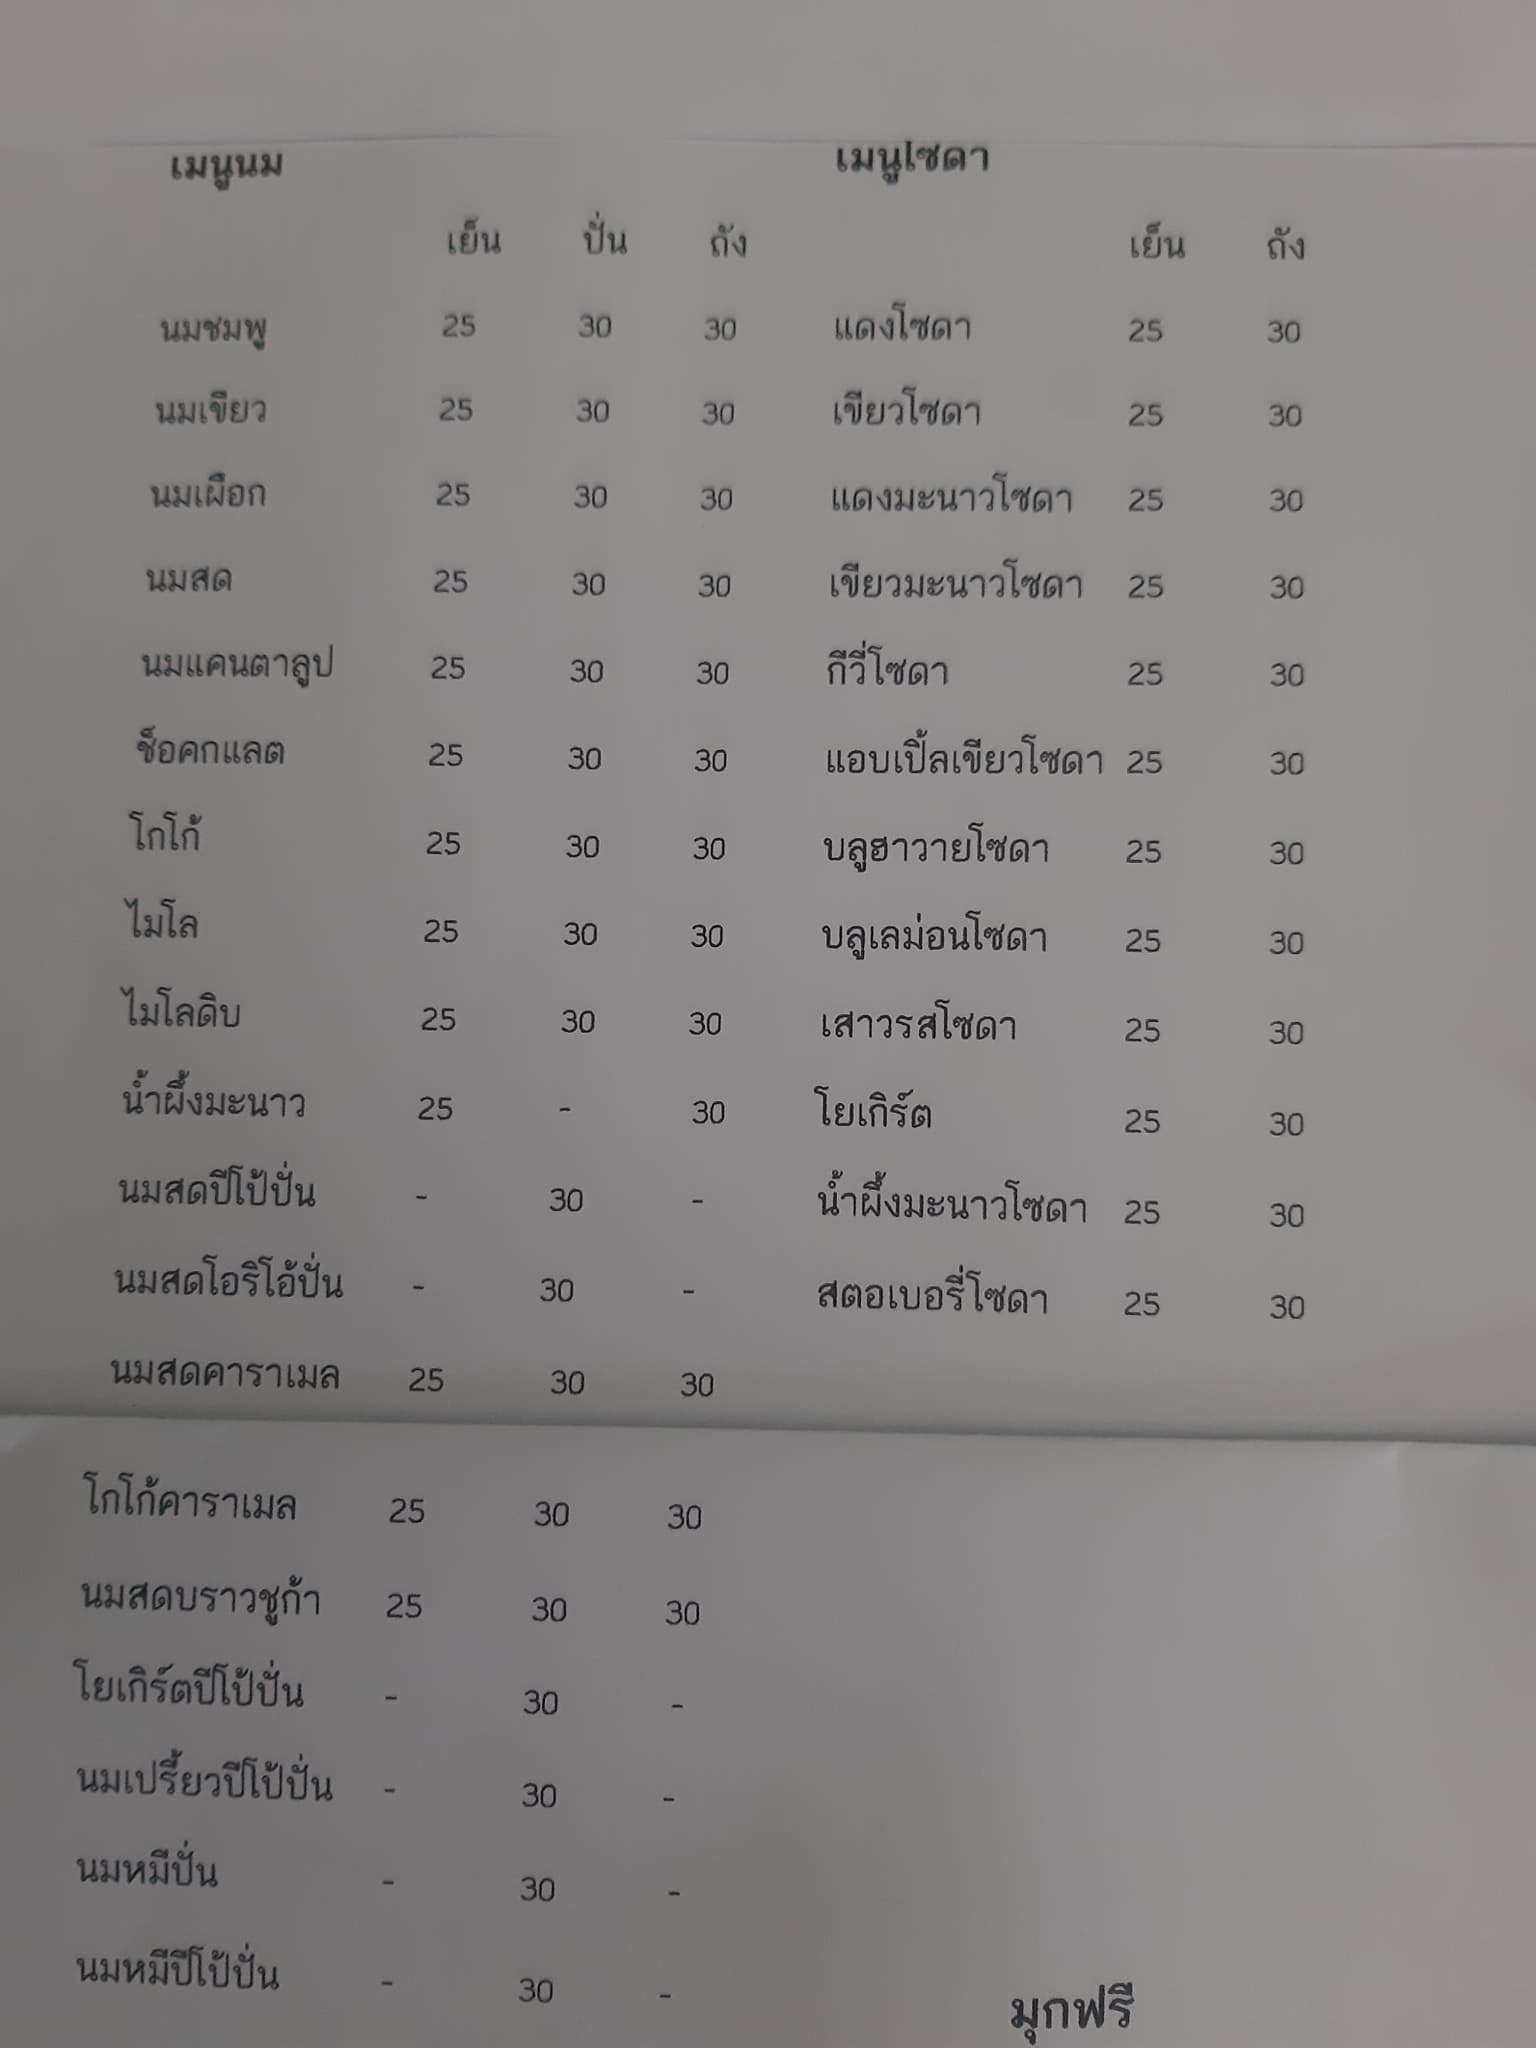 เมนูนม
เย็น ปั่น ถัง
นมชมพู 25 30 30
นมเขียว 25 30 30
นมเผือก 25 30 30
นมสด 25 30 30
นมแคนตาลูป 25 30 30
ช็อคกแลต 25 30 30
โกโก้ 25 30 30
ไมโล 25 30 30
ไมโลดิบ 25 30 30
น้ำผึ้งมะนาว 25 - 30
นมสดปีโป้ปั่น - 30 -
นมสดโอริโอ้ปั่น - 30 -
นมสดคาราเมล 25 30 30
โกโก้คาราเมล 25 30 30
นมสดบราวชูก้า 25 30 30
โยเกิร์ตปีโป้ปั่น - 30 -
นมเปรี้ยวปีโป้ปั่น - 30 -
นมหมีปั่น - 30 -
นมหมีปีโป้ปั่น - 30 -
เมนูโซดา
เย็น ถัง
แดงโซดา 25 30
เขียวโซดา 25 30
แดงมะนาวโซดา 25 30
เขียวมะนาวโซดา 25 30
กีวี่โซดา 25 30
แอบเปิ้ลเขียวโซดา 25 30
บลูฮาวายโซดา 25 30
บลูเลม่อนโซดา 25 30
เสาวรสโซดา 25 30
โยเกิร์ต 25 30
น้ำผึ้งมะนาวโซดา 25 30
สตอเบอรี่โซดา 25 30
มุกฟรี